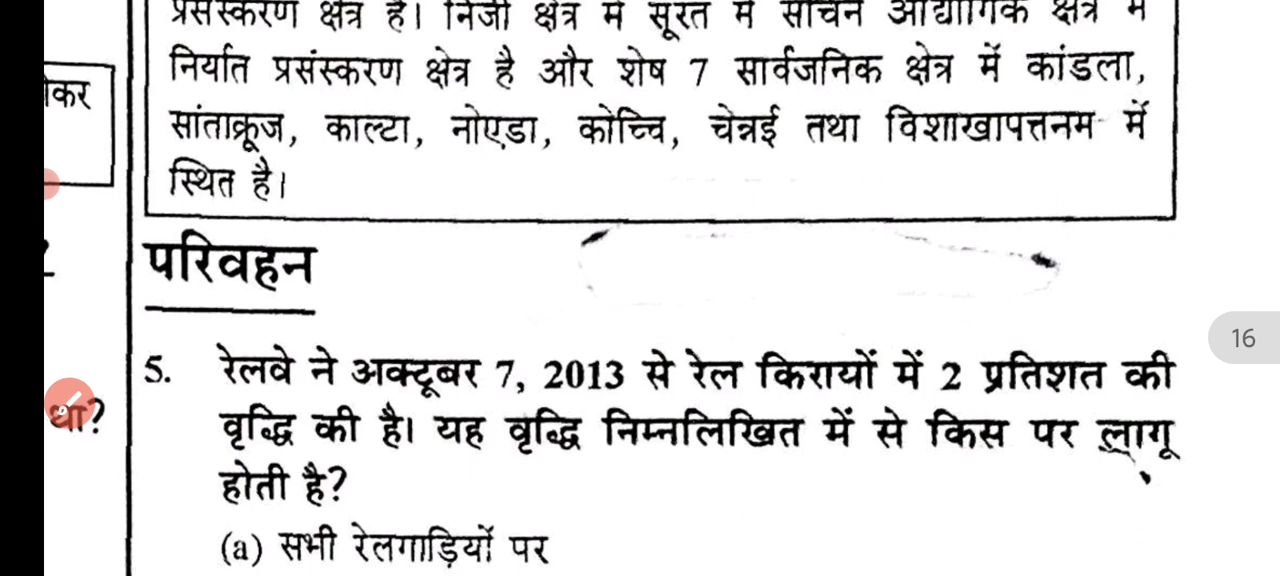 प्रसंस्करण क्षेत्र है। निजी क्षेत्र में सूरत में सचिन औद्योगिक क्षेत्र में
निर्यात प्रसंस्करण क्षेत्र है और शेष 7 सार्वजनिक क्षेत्र में कांडला,
सांताक्रूज, काल्टा, नोएडा, कोच्चि, चेन्नई तथा विशाखापत्तनम में
स्थित है।
परिवहन
5. रेलवे ने अक्टूबर 7, 2013 से रेल किरायों में 2 प्रतिशत की
वृद्धि की है। यह वृद्धि निम्नलिखित में से किस पर लागू
होती है?
(a) सभी रेलगाड़ियों पर
था?
16